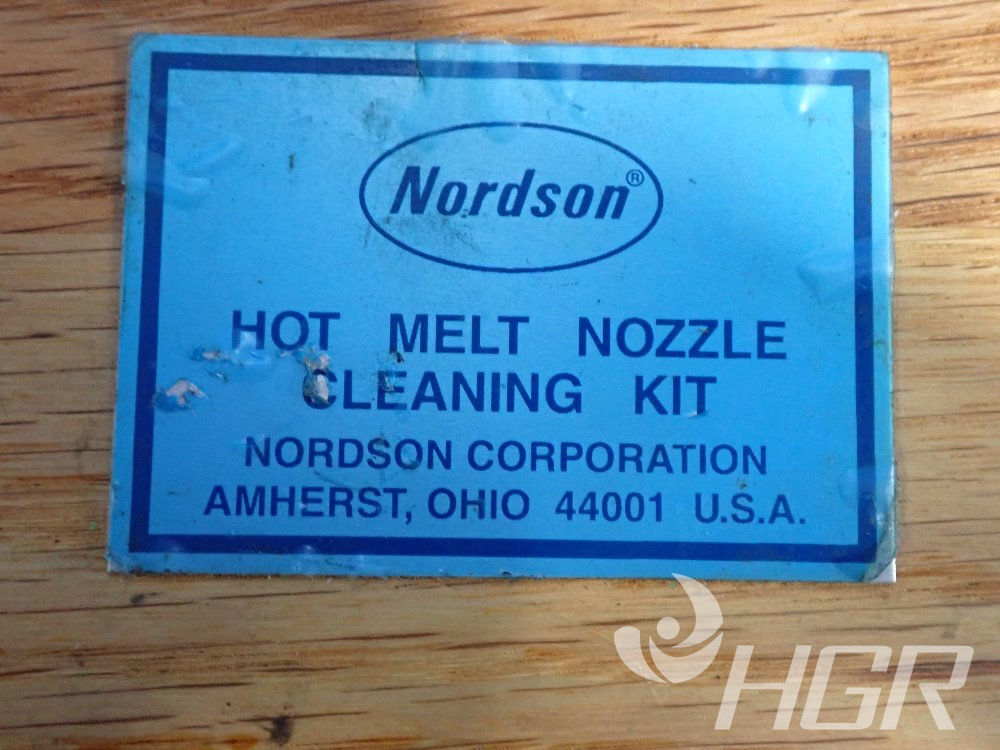 Nordson®
HOT MELT NOZZLE
CLEANING KIT
NORDSON CORPORATION
AMHERST, OHIO 44001 U.S.A.
HGR